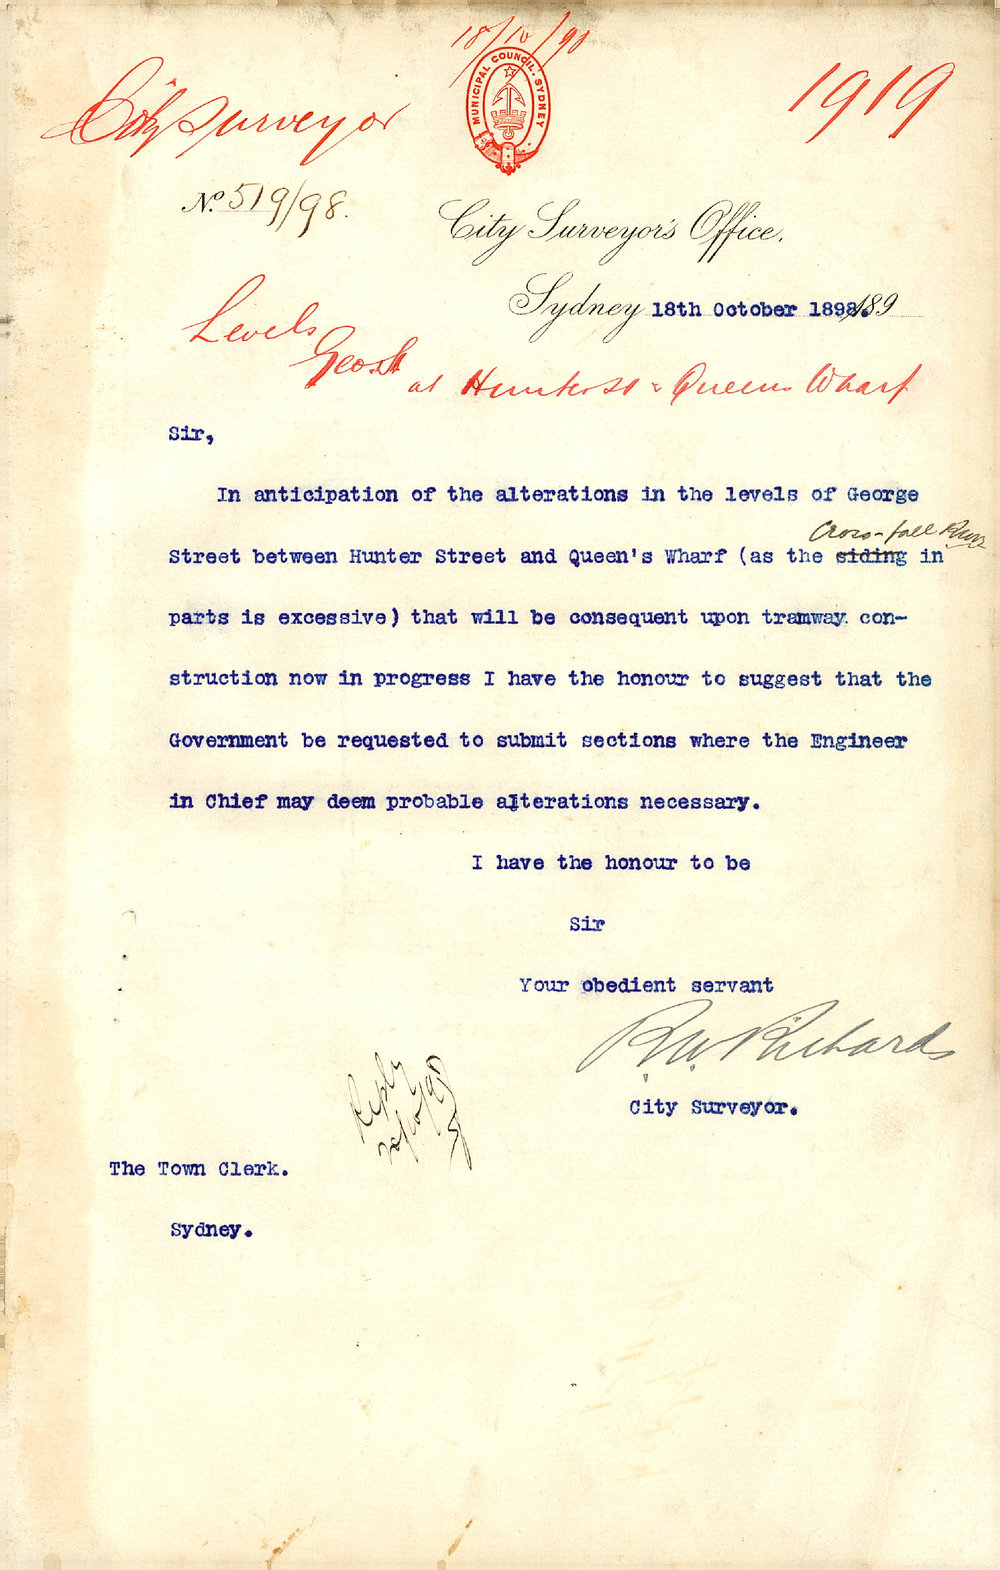 18/10/98
MUNICIPAL COUNCIL. SYDNEY
City Surveyor
1919
No. 519/98.
City Surveyor's Office.
Sydney 18th October 1898. 189
Levels
Geo. St
at Hunter St & Queens Wharf
Sir,
In anticipation of the alterations in the levels of George
Cross-fall RWR
Street between Hunter Street and Queen's Wharf (as the siding in
parts is excessive) that will be consequent upon tramway con-
struction now in progress I have the honour to suggest that the
Government be requested to submit sections where the Engineer
in Chief may deem probable alterations necessary.
I have the honour to be
Sir
Your obedient servant
R. W. Richards
City Surveyor.
Reply
The Town Clerk.
Sydney.